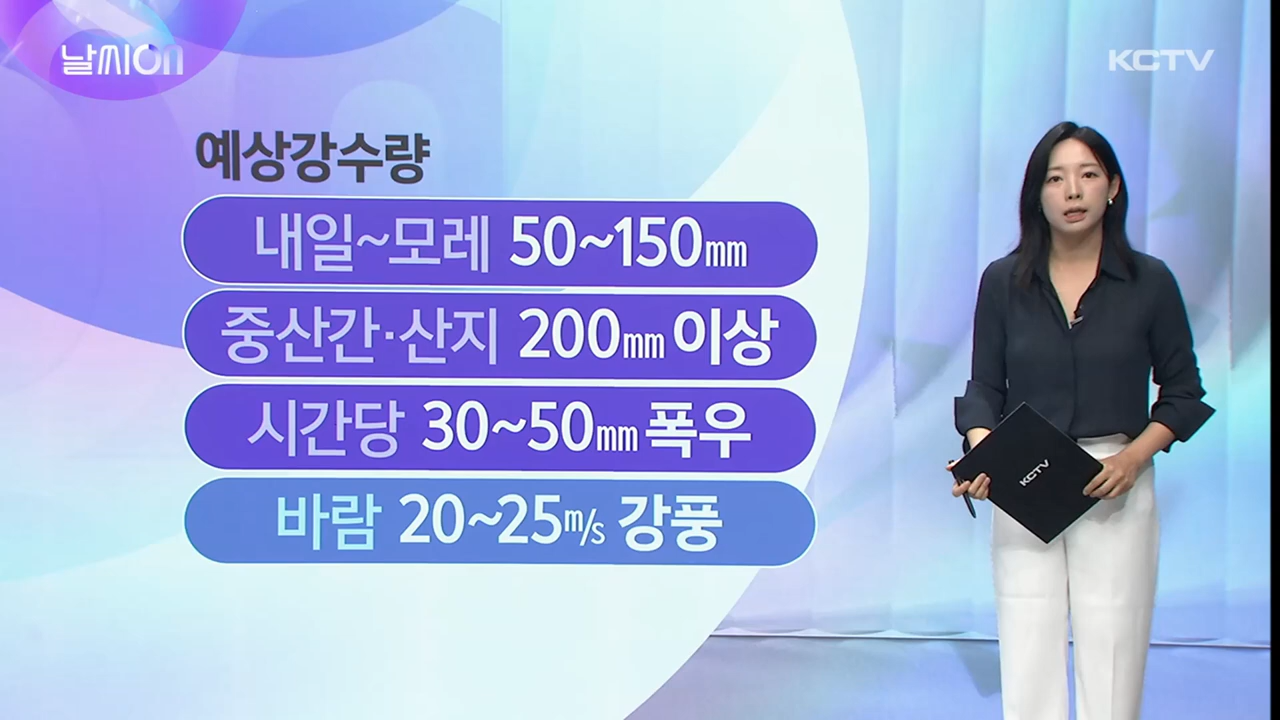 날씨On
KCTV
예상강수량
내일~모레 50~150㎜
중산간·산지 200㎜ 이상
시간당 30~50㎜ 폭우
바람 20~25㎧ 강풍
KCTV